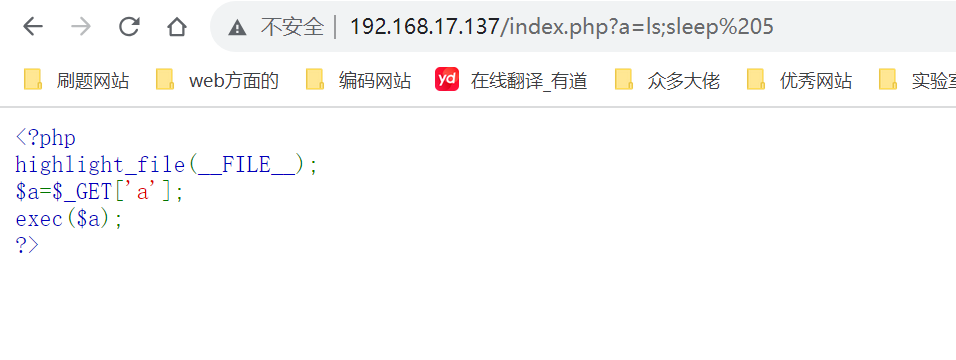 不安全 192.168.17.137/index.php?a=ls;sleep%205
刷题网站 web方面的 编码网站 yd 在线翻译_有道 众多大佬 优秀网站 实验室
<?php
highlight_file(__FILE__);
$a=$_GET['a'];
exec($a);
?>